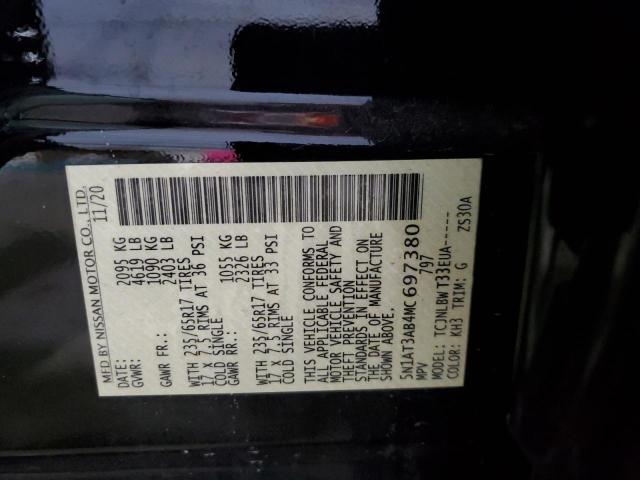 MFD BY NISSAN MOTOR CO., LTD.
DATE: 11/20
GVWR: 2095 KG
4619 LB
GAWR FR.: 1090 KG
2403 LB
WITH 235/65R17 TIRES
17 X 7.5 RIMS AT 36 PSI
COLD SINGLE
GAWR RR.: 1055 KG
2326 LB
WITH 235/65R17 TIRES
17 X 7.5 RIMS AT 33 PSI
COLD SINGLE
THIS VEHICLE CONFORMS TO
ALL APPLICABLE FEDERAL
MOTOR VEHICLE SAFETY AND
THEFT PREVENTION
STANDARDS IN EFFECT ON
THE DATE OF MANUFACTURE
SHOWN ABOVE.
5N1AT3AB4MC697380
MPV 797
MODEL: TCJNLBWT33EUA-----
COLOR: KH3 TRIM: G ZS30A